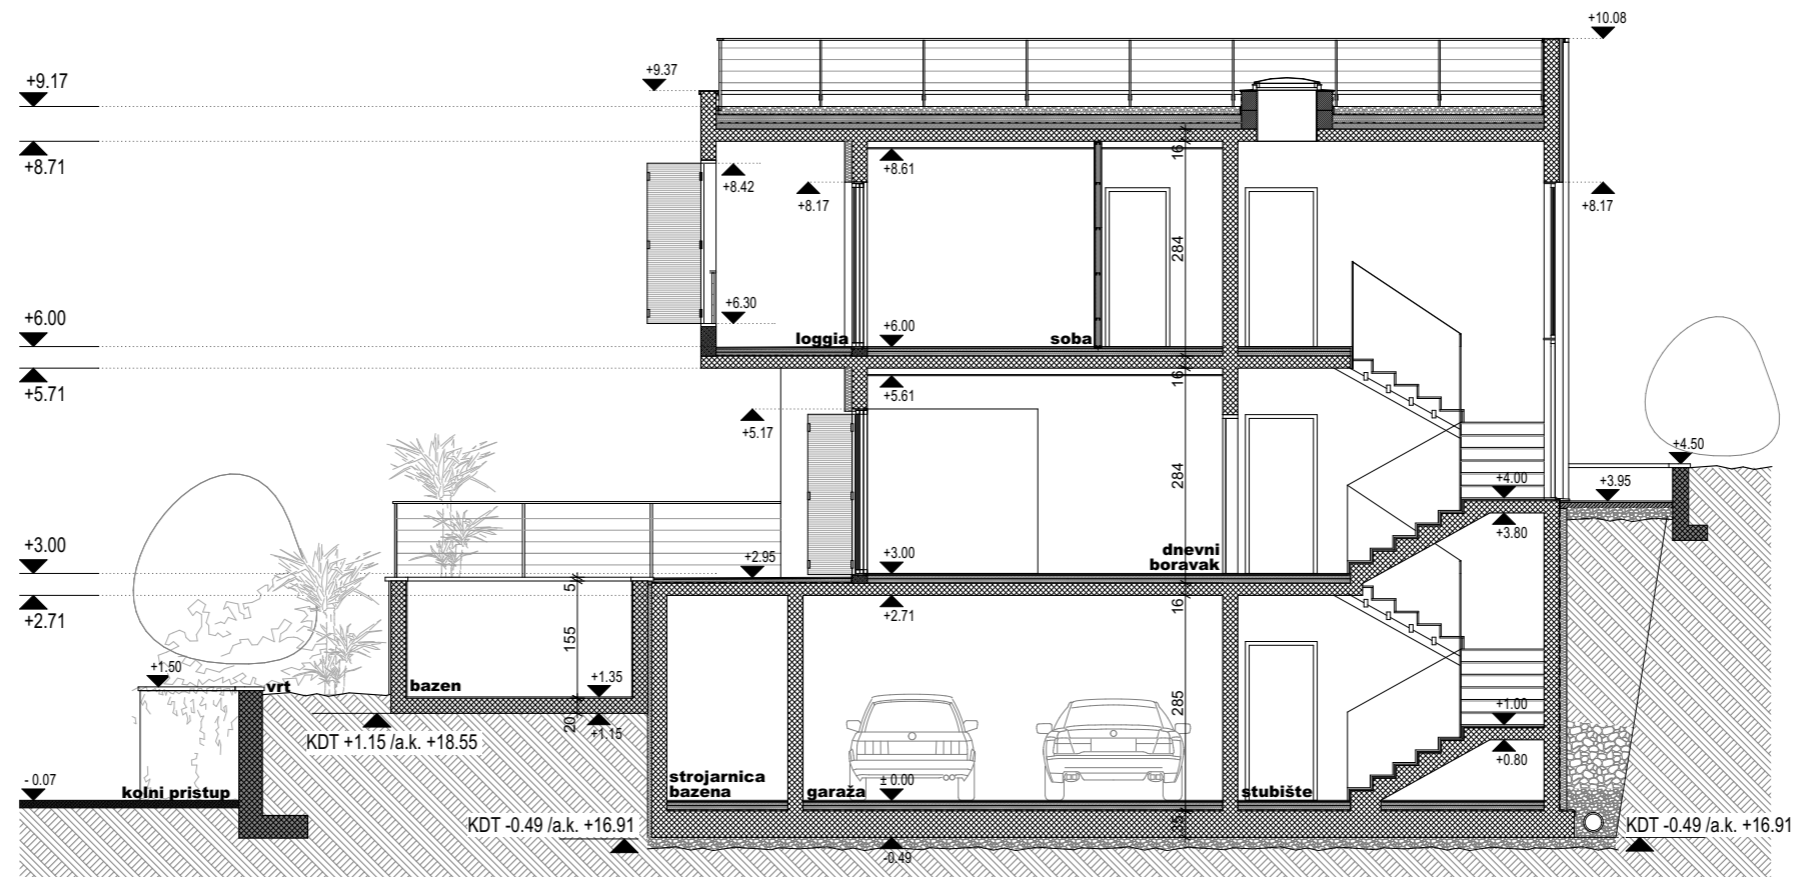 +10.08
+9.37
+9.17
16
+8.71
+8.61
+8.42
+8.17
+8.17
284
+6.30
+6.00
loggia
+6.00
soba
+5.71
16
+5.61
+5.17
+4.50
284
+4.00
+3.95
+3.80
+3.00
+2.95
+3.00
dnevni
boravak
5
+2.71
+2.71
16
155
+1.50
vrt
bazen
+1.35
20
+1.15
285
+1.00
KDT +1.15 /a.k. +18.55
+0.80
- 0.07
kolni pristup
strojarnica
bazena
garaža
± 0.00
stubište
KDT -0.49 /a.k. +16.91
35
KDT -0.49 /a.k. +16.91
-0.49